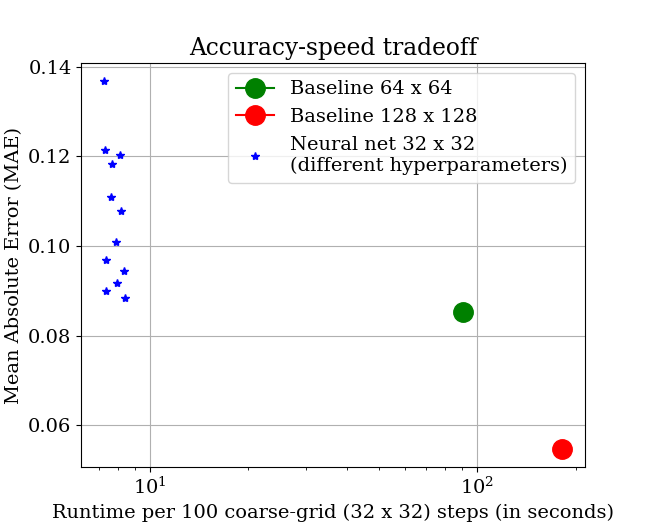 Accuracy-speed tradeoff
Baseline 64 x 64
Baseline 128 x 128
Neural net 32 x 32
(different hyperparameters)
Mean Absolute Error (MAE)
0.14
0.12
0.10
0.08
0.06
10¹
10²
Runtime per 100 coarse-grid (32 x 32) steps (in seconds)